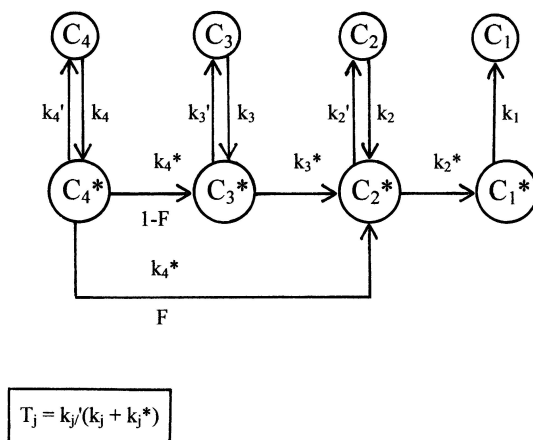 C₄ C₃ C₂ C₁
k₄' k₄ k₃' k₃ k₂' k₂ k₁
k₄* k₃* k₂*
C₄* C₃* C₂* C₁*
1-F
k₄*
F
Tⱼ = kⱼ/'(kⱼ + kⱼ*)